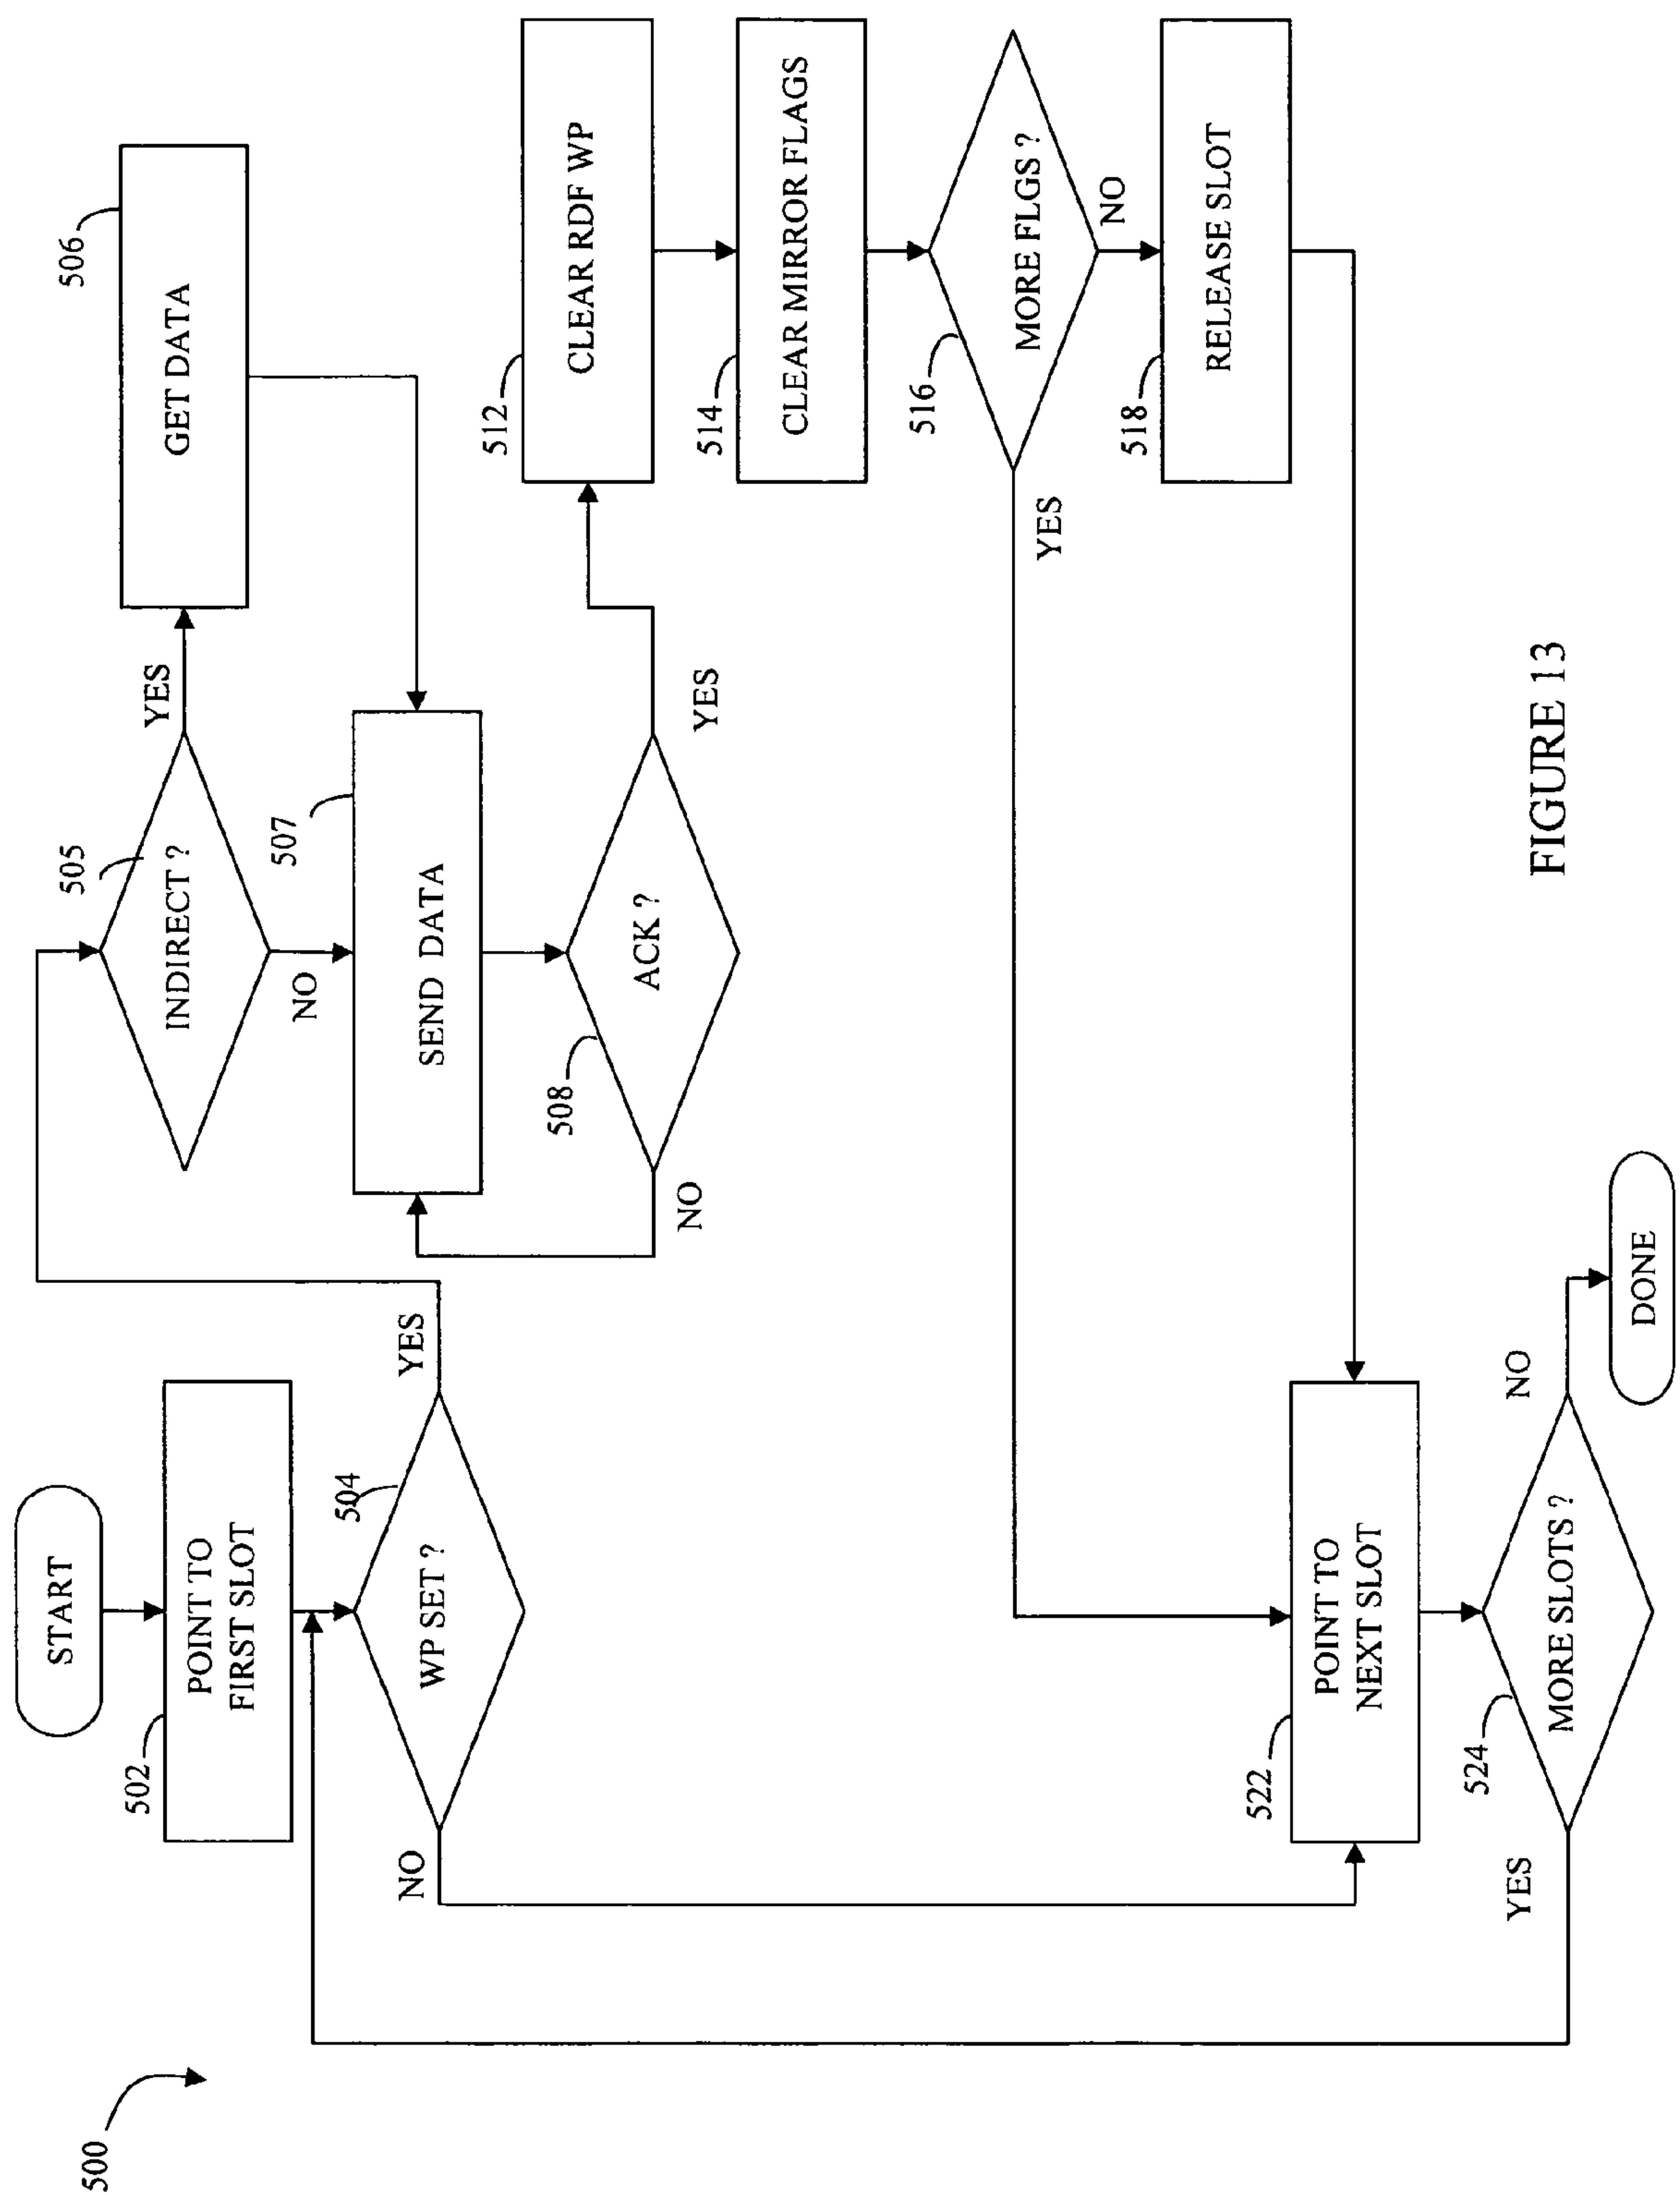 500
START
502
POINT TO
FIRST SLOT
504
WP SET ?
YES
NO
505
INDIRECT ?
YES
NO
506
GET DATA
507
SEND DATA
508
ACK ?
YES
NO
512
CLEAR RDF WP
514
CLEAR MIRROR FLAGS
516
MORE FLGS ?
NO
YES
518
RELEASE SLOT
522
POINT TO
NEXT SLOT
524
MORE SLOTS ?
NO
YES
DONE
FIGURE 13